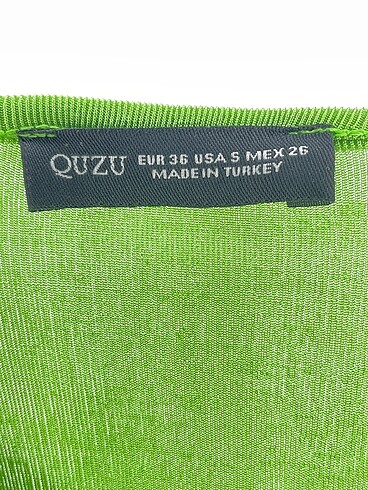 QUZU EUR 36 USA S MEX 26
MADE IN TURKEY